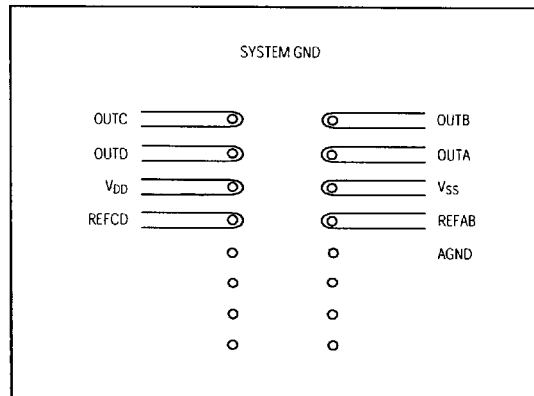 SYSTEM GND
OUTC OUTB
OUTD OUTA
VDD VSS
REFCD REFAB
AGND